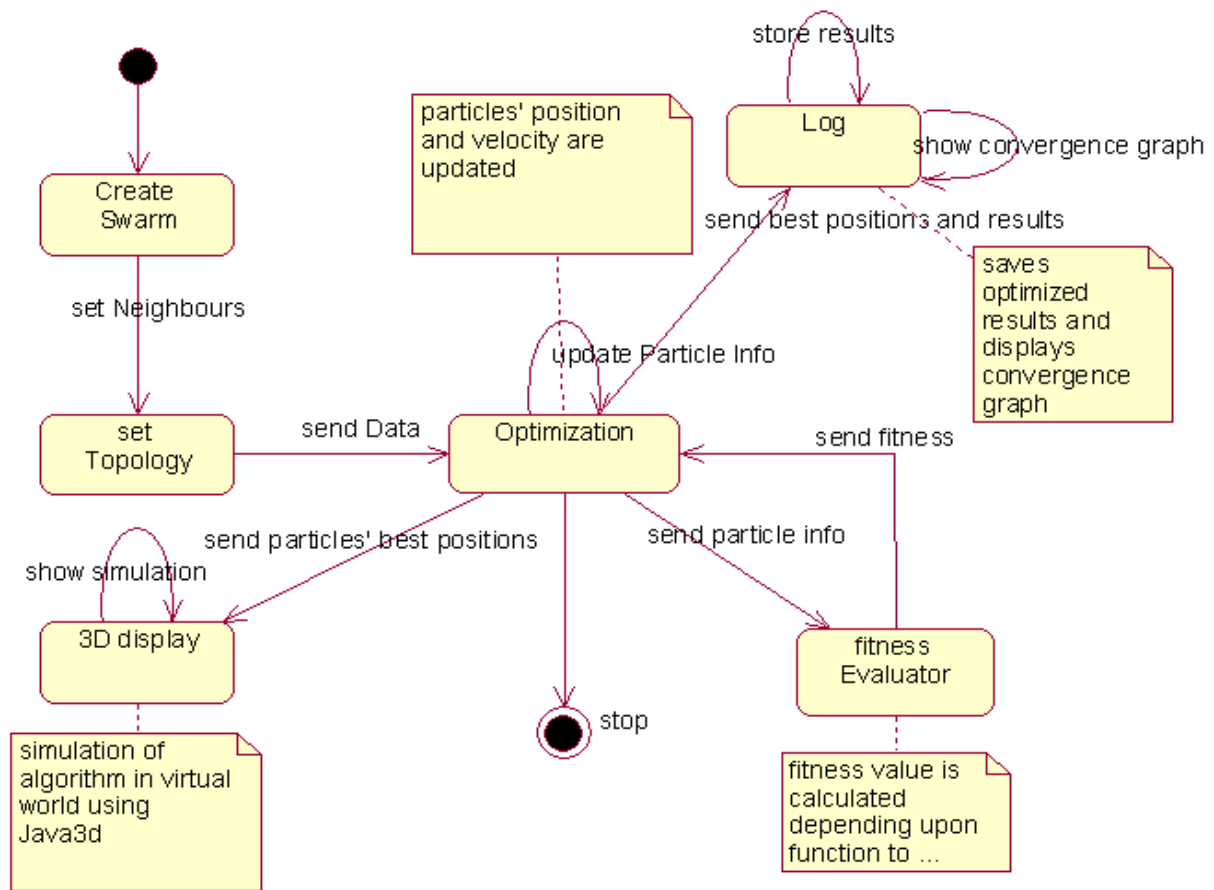 store results
particles' position
and velocity are
updated
Log
show convergence graph
Create
Swarm
send best positions and results
saves
optimized
results and
displays
convergence
graph
set Neighbours
update Particle Info
set
Topology
send Data
Optimization
send fitness
send particles' best positions
send particle info
show simulation
3D display
fitness
Evaluator
stop
simulation of
algorithm in virtual
world using
Java3d
fitness value is
calculated
depending upon
function to ...